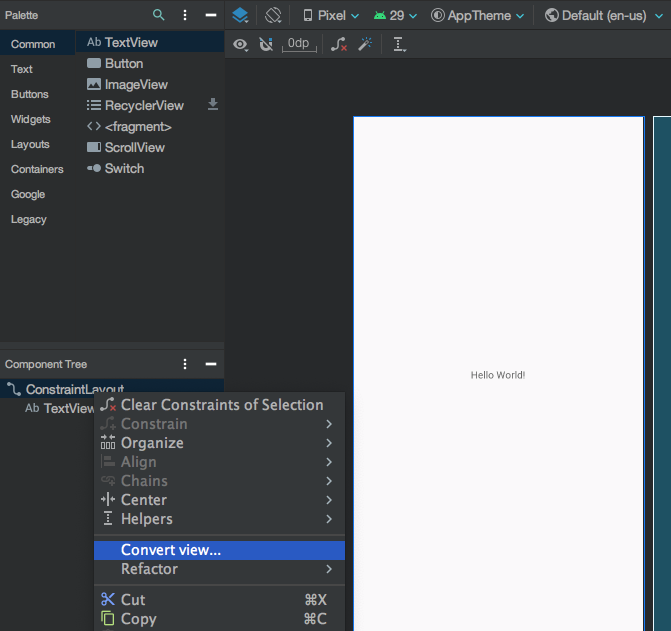 Palette
Pixel
29
AppTheme
Default (en-us)
Common
Text
Buttons
Widgets
Layouts
Containers
Google
Legacy
Ab TextView
Button
ImageView
RecyclerView
<fragment>
ScrollView
Switch
0dp
Hello World!
Component Tree
ConstraintLayout
Ab TextView
Clear Constraints of Selection
Constrain
Organize
Align
Chains
Center
Helpers
Convert view...
Refactor
Cut ⌘X
Copy ⌘C